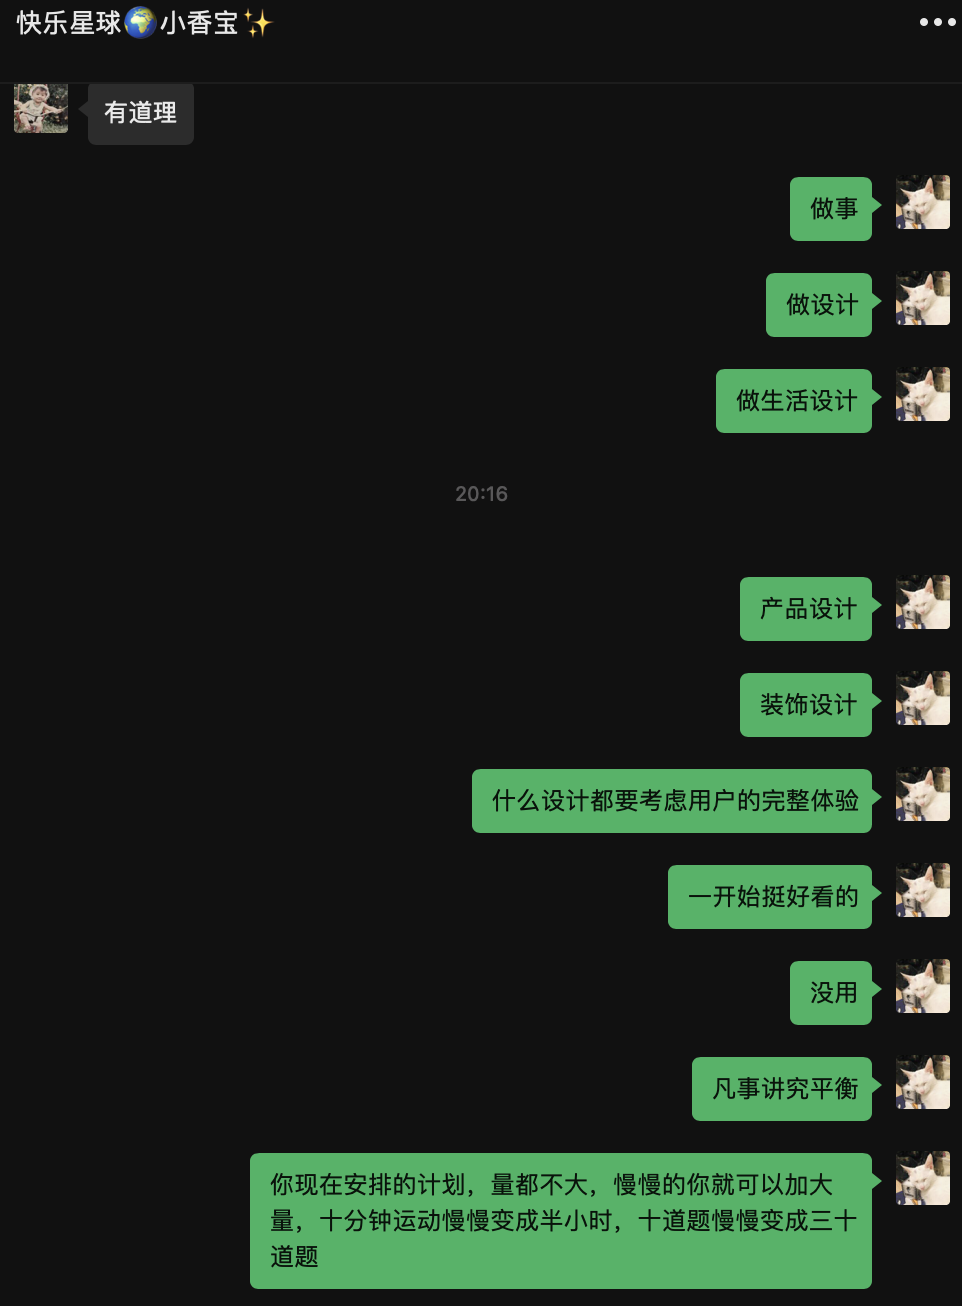 快乐星球🌍小香宝✨
有道理
做事
做设计
做生活设计
20:16
产品设计
装饰设计
什么设计都要考虑用户的完整体验
一开始挺好看的
没用
凡事讲究平衡
你现在安排的计划，量都不大，慢慢的你就可以加大
量，十分钟运动慢慢变成半小时，十道题慢慢变成三十
道题